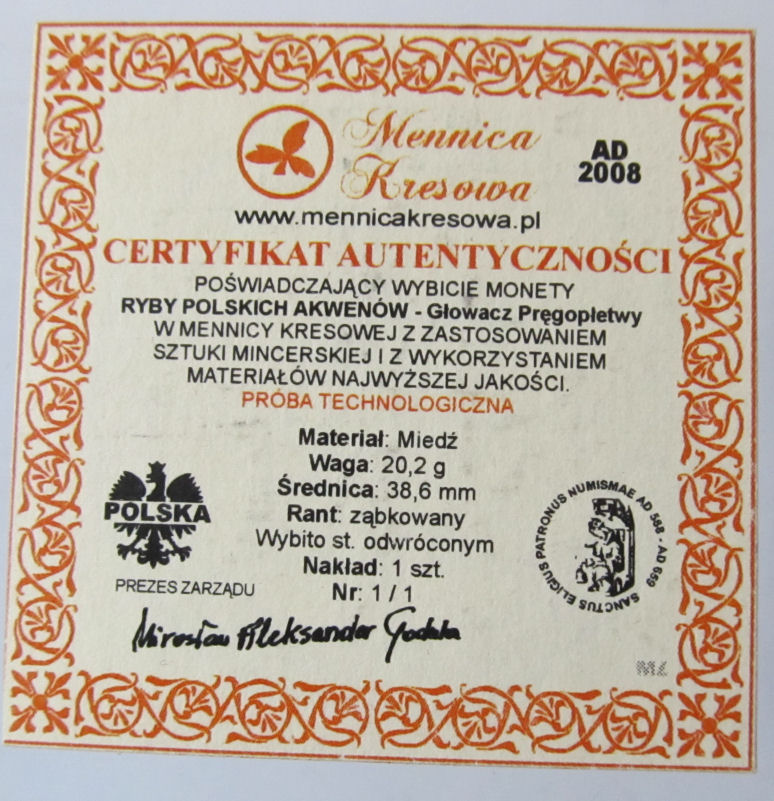 Mennica
Kresowa
AD
2008
www.mennicakresowa.pl
CERTYFIKAT AUTENTYCZNOŚCI
POŚWIADCZAJĄCY WYBICIE MONETY
RYBY POLSKICH AKWENÓW - Głowacz Pręgopłetwy
W MENNICY KRESOWEJ Z ZASTOSOWANIEM
SZTUKI MINCERSKIEJ I Z WYKORZYSTANIEM
MATERIAŁÓW NAJWYŻSZEJ JAKOŚCI.
PRÓBA TECHNOLOGICZNA
Materiał: Miedź
Waga: 20,2 g
Średnica: 38,6 mm
Rant: ząbkowany
Wybito st. odwróconym
Nakład: 1 szt.
Nr: 1 / 1
POLSKA
PREZES ZARZĄDU
Mirosław Aleksander
SANCTUS ELIGIUS PATRONUS NUMISMAE AD 588 - AD 659